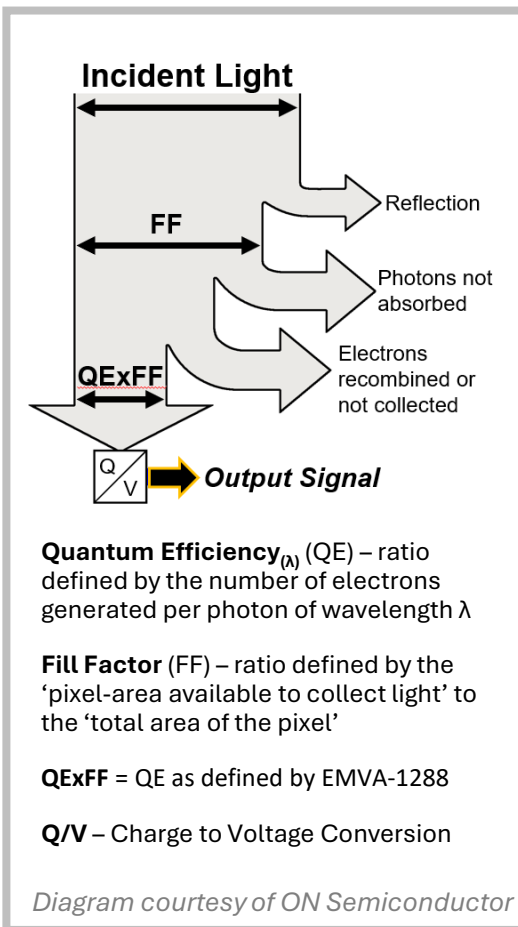 Incident Light
Reflection
FF
Photons not
absorbed
Electrons
recombined or
not collected
QExFF
Q
V
Output Signal
Quantum Efficiency(λ) (QE) – ratio
defined by the number of electrons
generated per photon of wavelength λ
Fill Factor (FF) – ratio defined by the
‘pixel-area available to collect light’ to
the ‘total area of the pixel’
QExFF = QE as defined by EMVA-1288
Q/V – Charge to Voltage Conversion
Diagram courtesy of ON Semiconductor